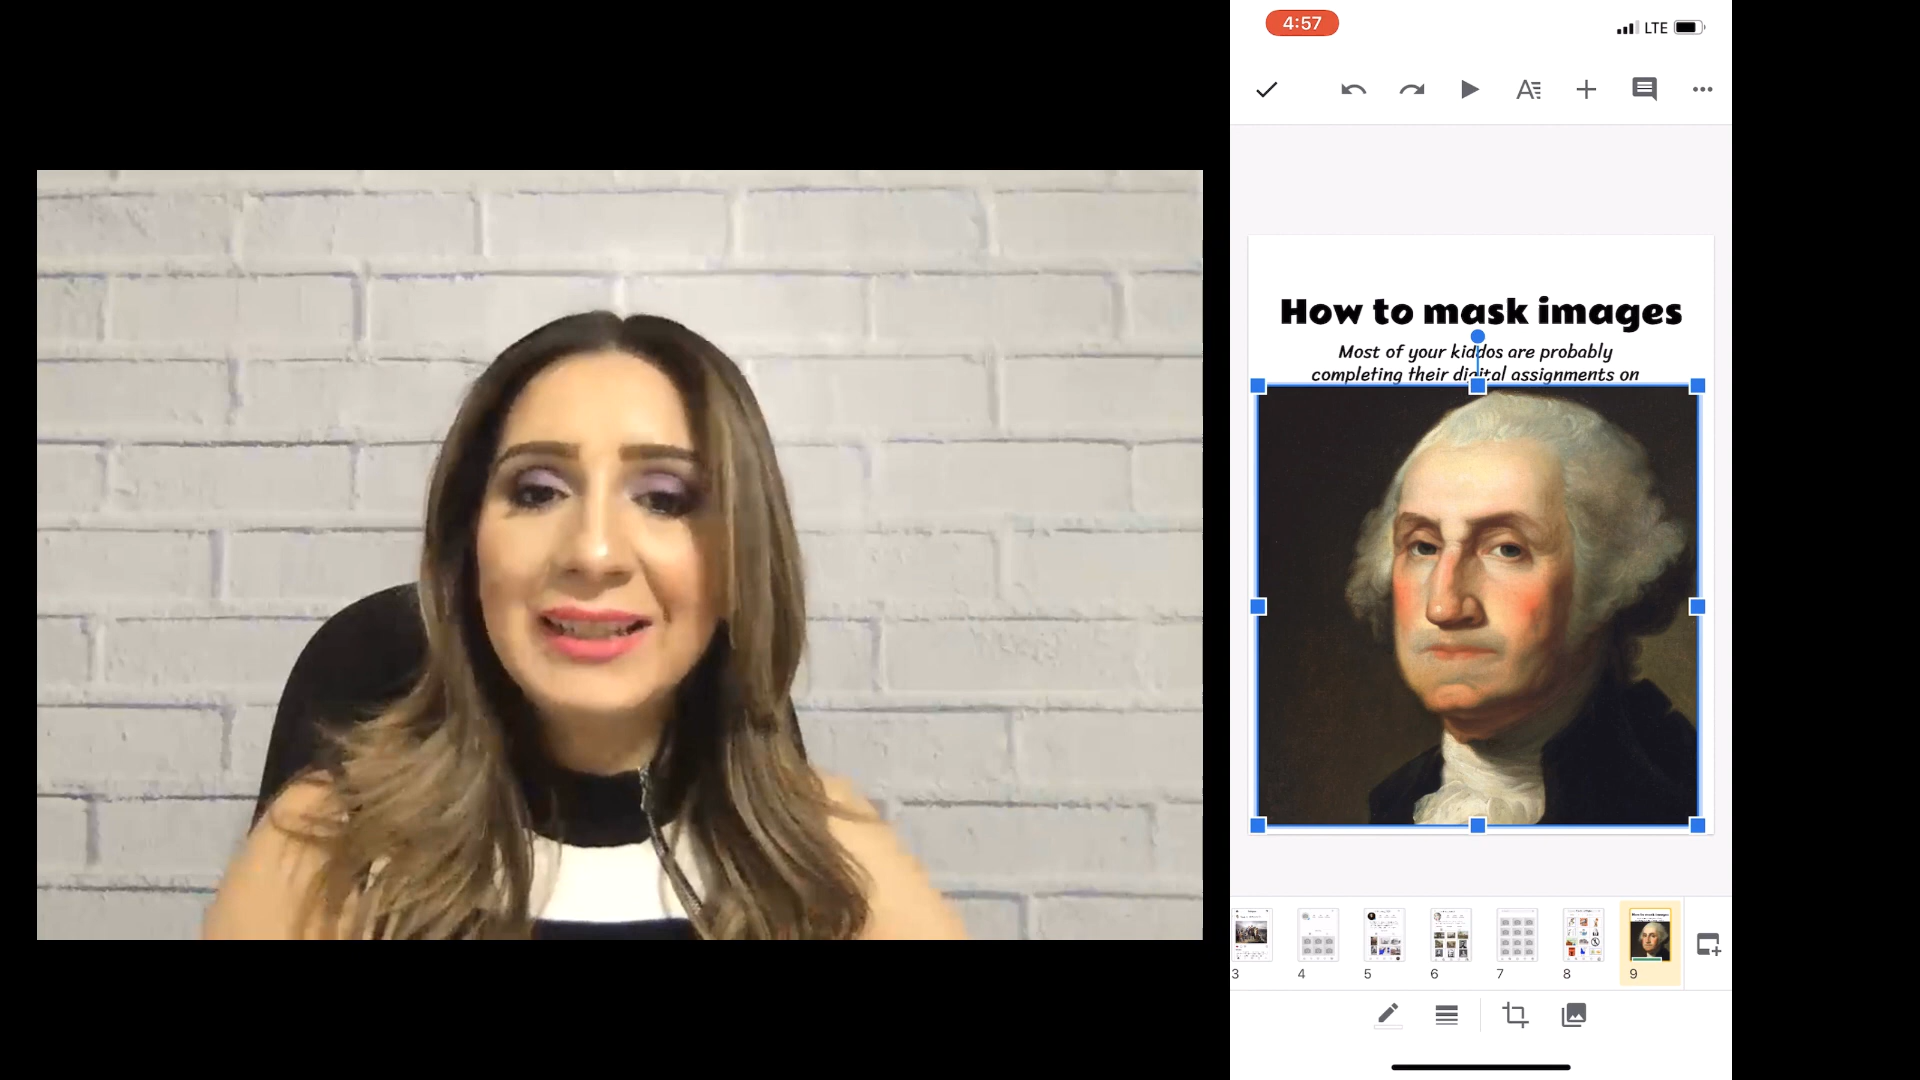 4:57
LTE
How to mask images
Most of your kiddos are probably
completing their digital assignments on
3
4
5
6
7
8
9